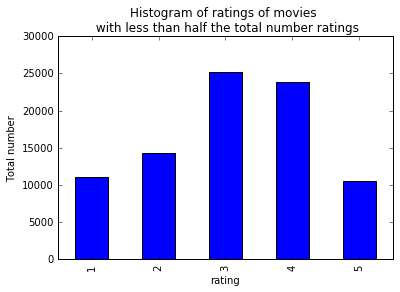 Histogram of ratings of movies
with less than half the total number ratings
30000
25000
20000
15000
10000
5000
0
Total number
1 2 3 4 5
rating